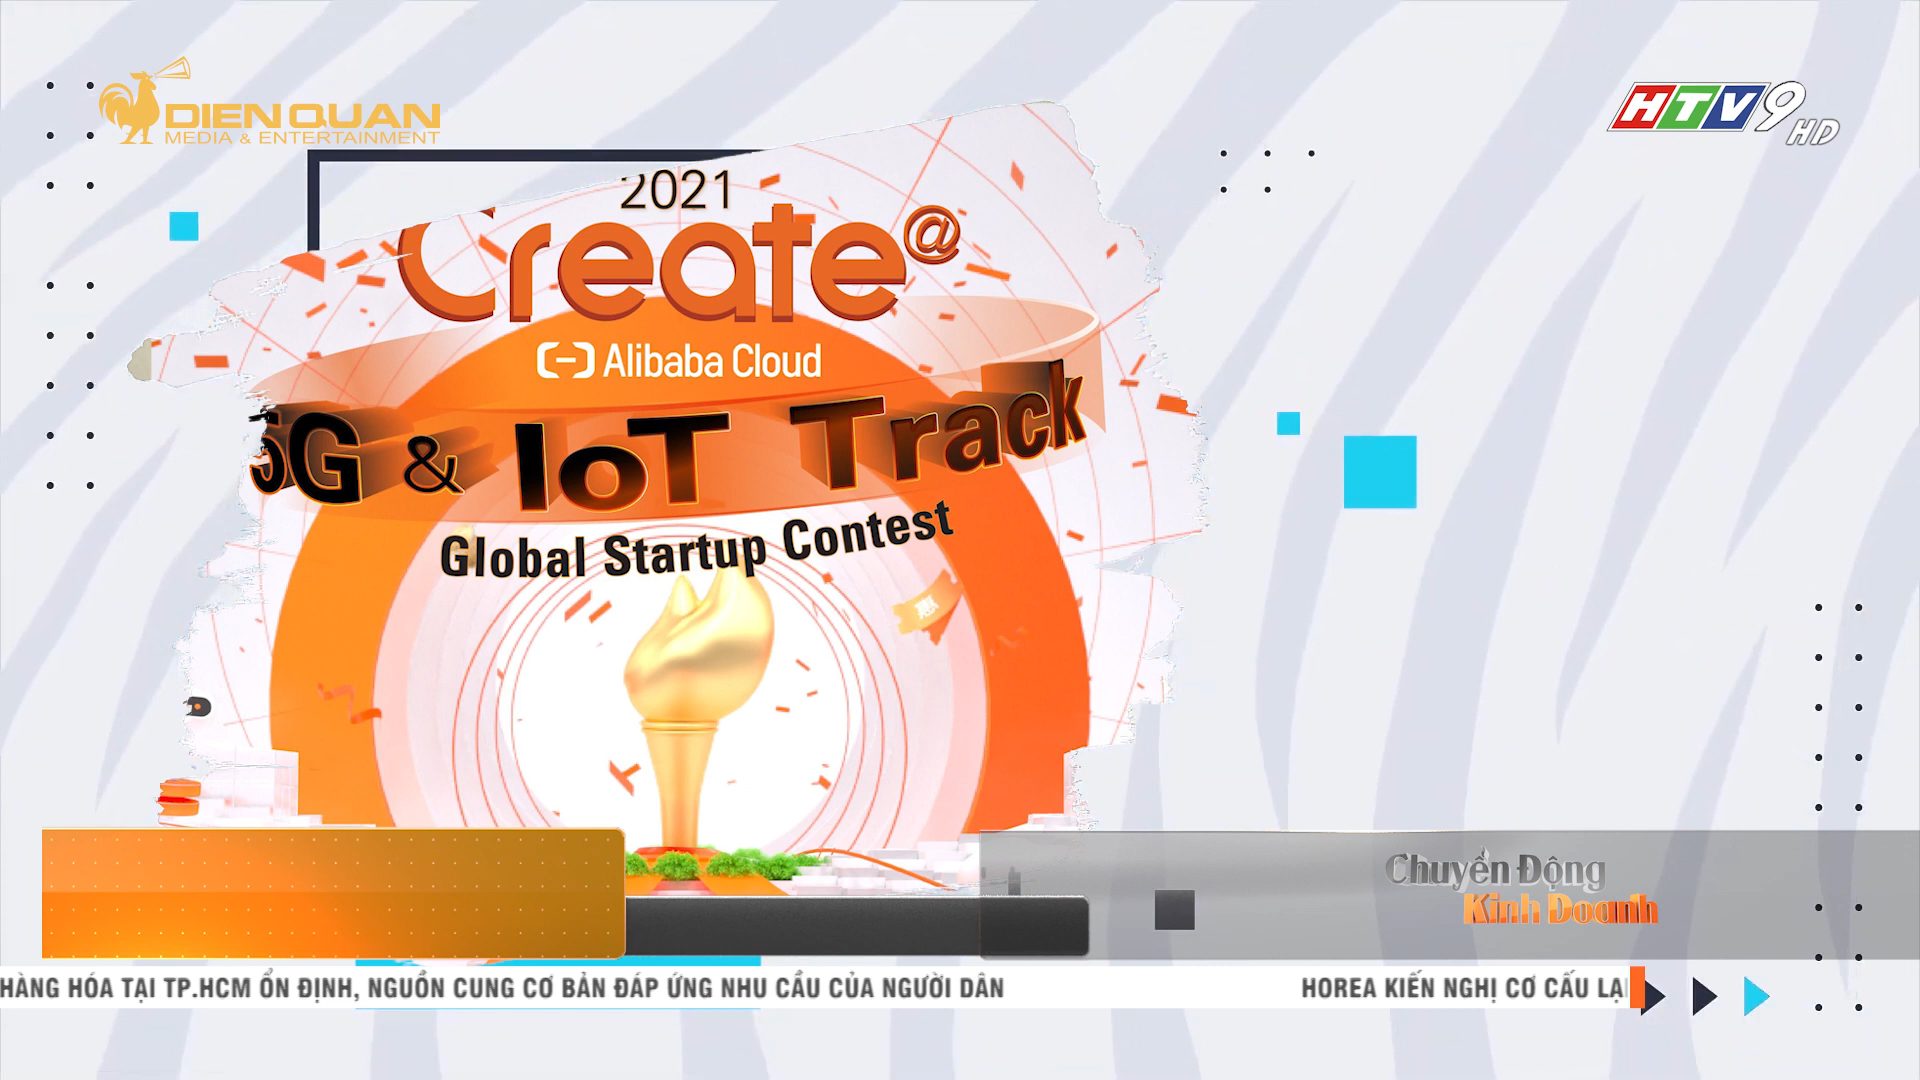 DIEN QUAN
MEDIA & ENTERTAINMENT
HTV9
HD
2021
Create@
Alibaba Cloud
5G & IoT Track
Global Startup Contest
Chuyển Động
Kinh Doanh
HÀNG HÓA TẠI TP.HCM ỔN ĐỊNH, NGUỒN CUNG CƠ BẢN ĐÁP ỨNG NHU CẦU CỦA NGƯỜI DÂN
HOREA KIẾN NGHỊ CƠ CẤU LẠI